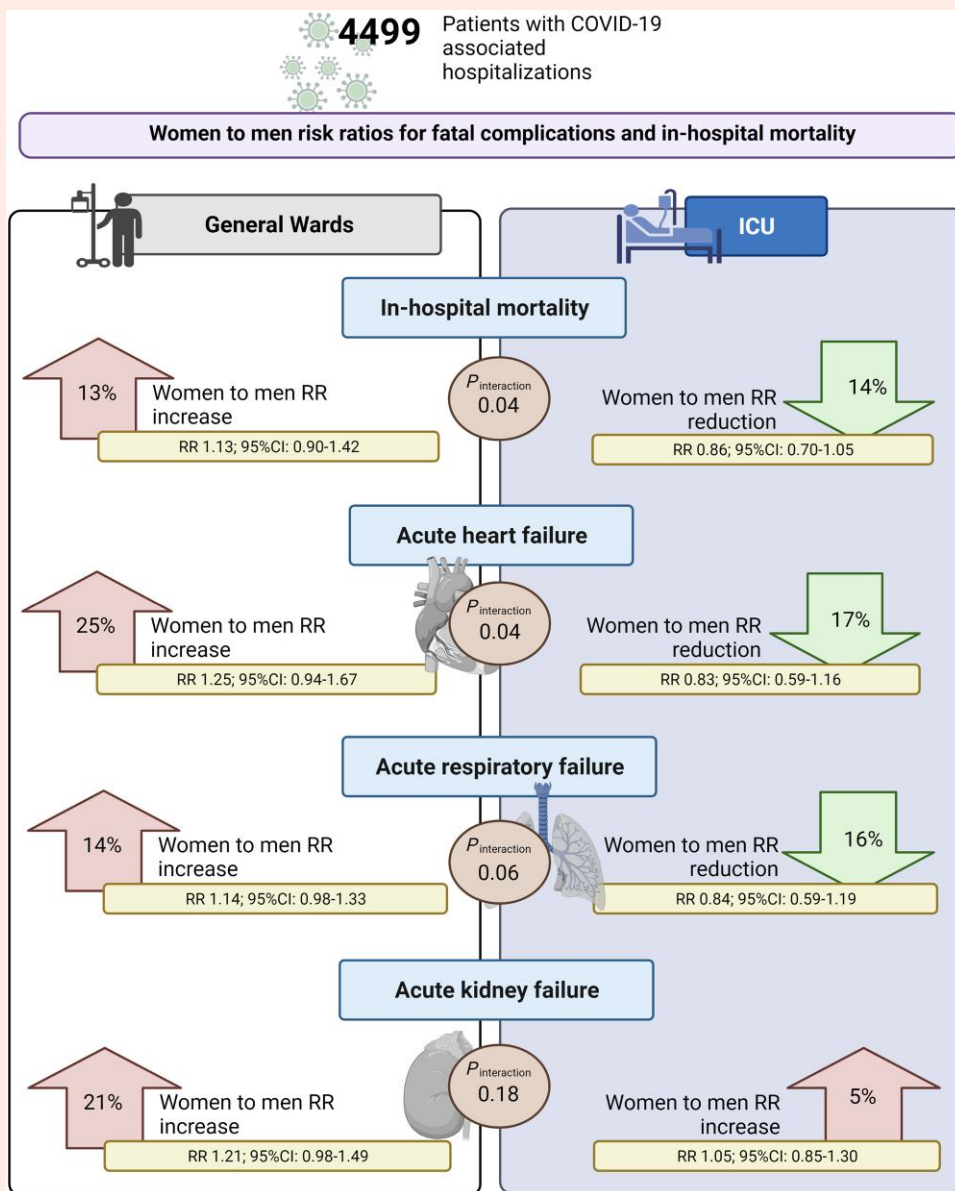 4499
Patients with COVID-19
associated
hospitalizations
Women to men risk ratios for fatal complications and in-hospital mortality
General Wards
ICU
In-hospital mortality
13%
Women to men RR
increase
RR 1.13; 95%CI: 0.90-1.42
P interaction
0.04
14%
Women to men RR
reduction
RR 0.86; 95%CI: 0.70-1.05
Acute heart failure
25%
Women to men RR
increase
RR 1.25; 95%CI: 0.94-1.67
P interaction
0.04
17%
Women to men RR
reduction
RR 0.83; 95%CI: 0.59-1.16
Acute respiratory failure
14%
Women to men RR
increase
RR 1.14; 95%CI: 0.98-1.33
P interaction
0.06
16%
Women to men RR
reduction
RR 0.84; 95%CI: 0.59-1.19
Acute kidney failure
21%
Women to men RR
increase
RR 1.21; 95%CI: 0.98-1.49
P interaction
0.18
5%
Women to men RR
increase
RR 1.05; 95%CI: 0.85-1.30